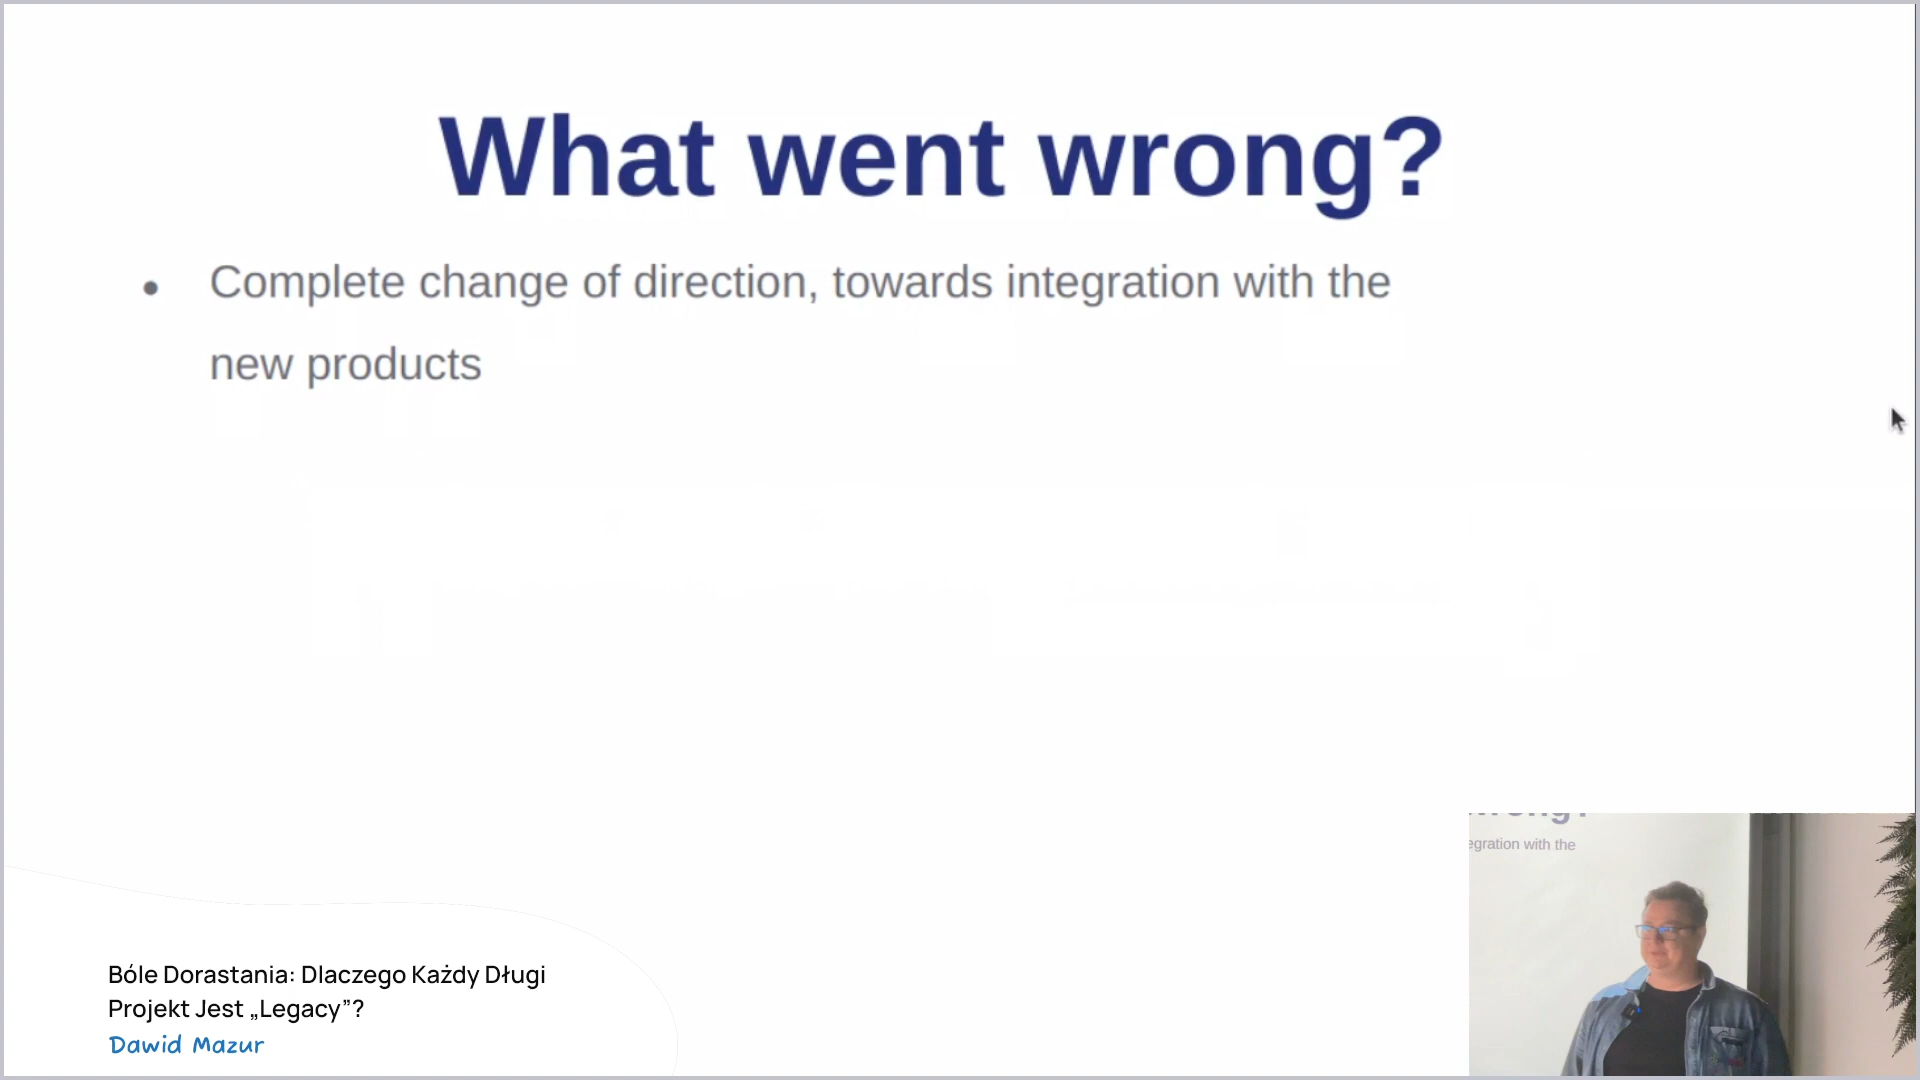 What went wrong?
Complete change of direction, towards integration with the
new products
egration with the
Bóle Dorastania: Dlaczego Każdy Długi
Projekt Jest „Legacy”?
Dawid Mazur